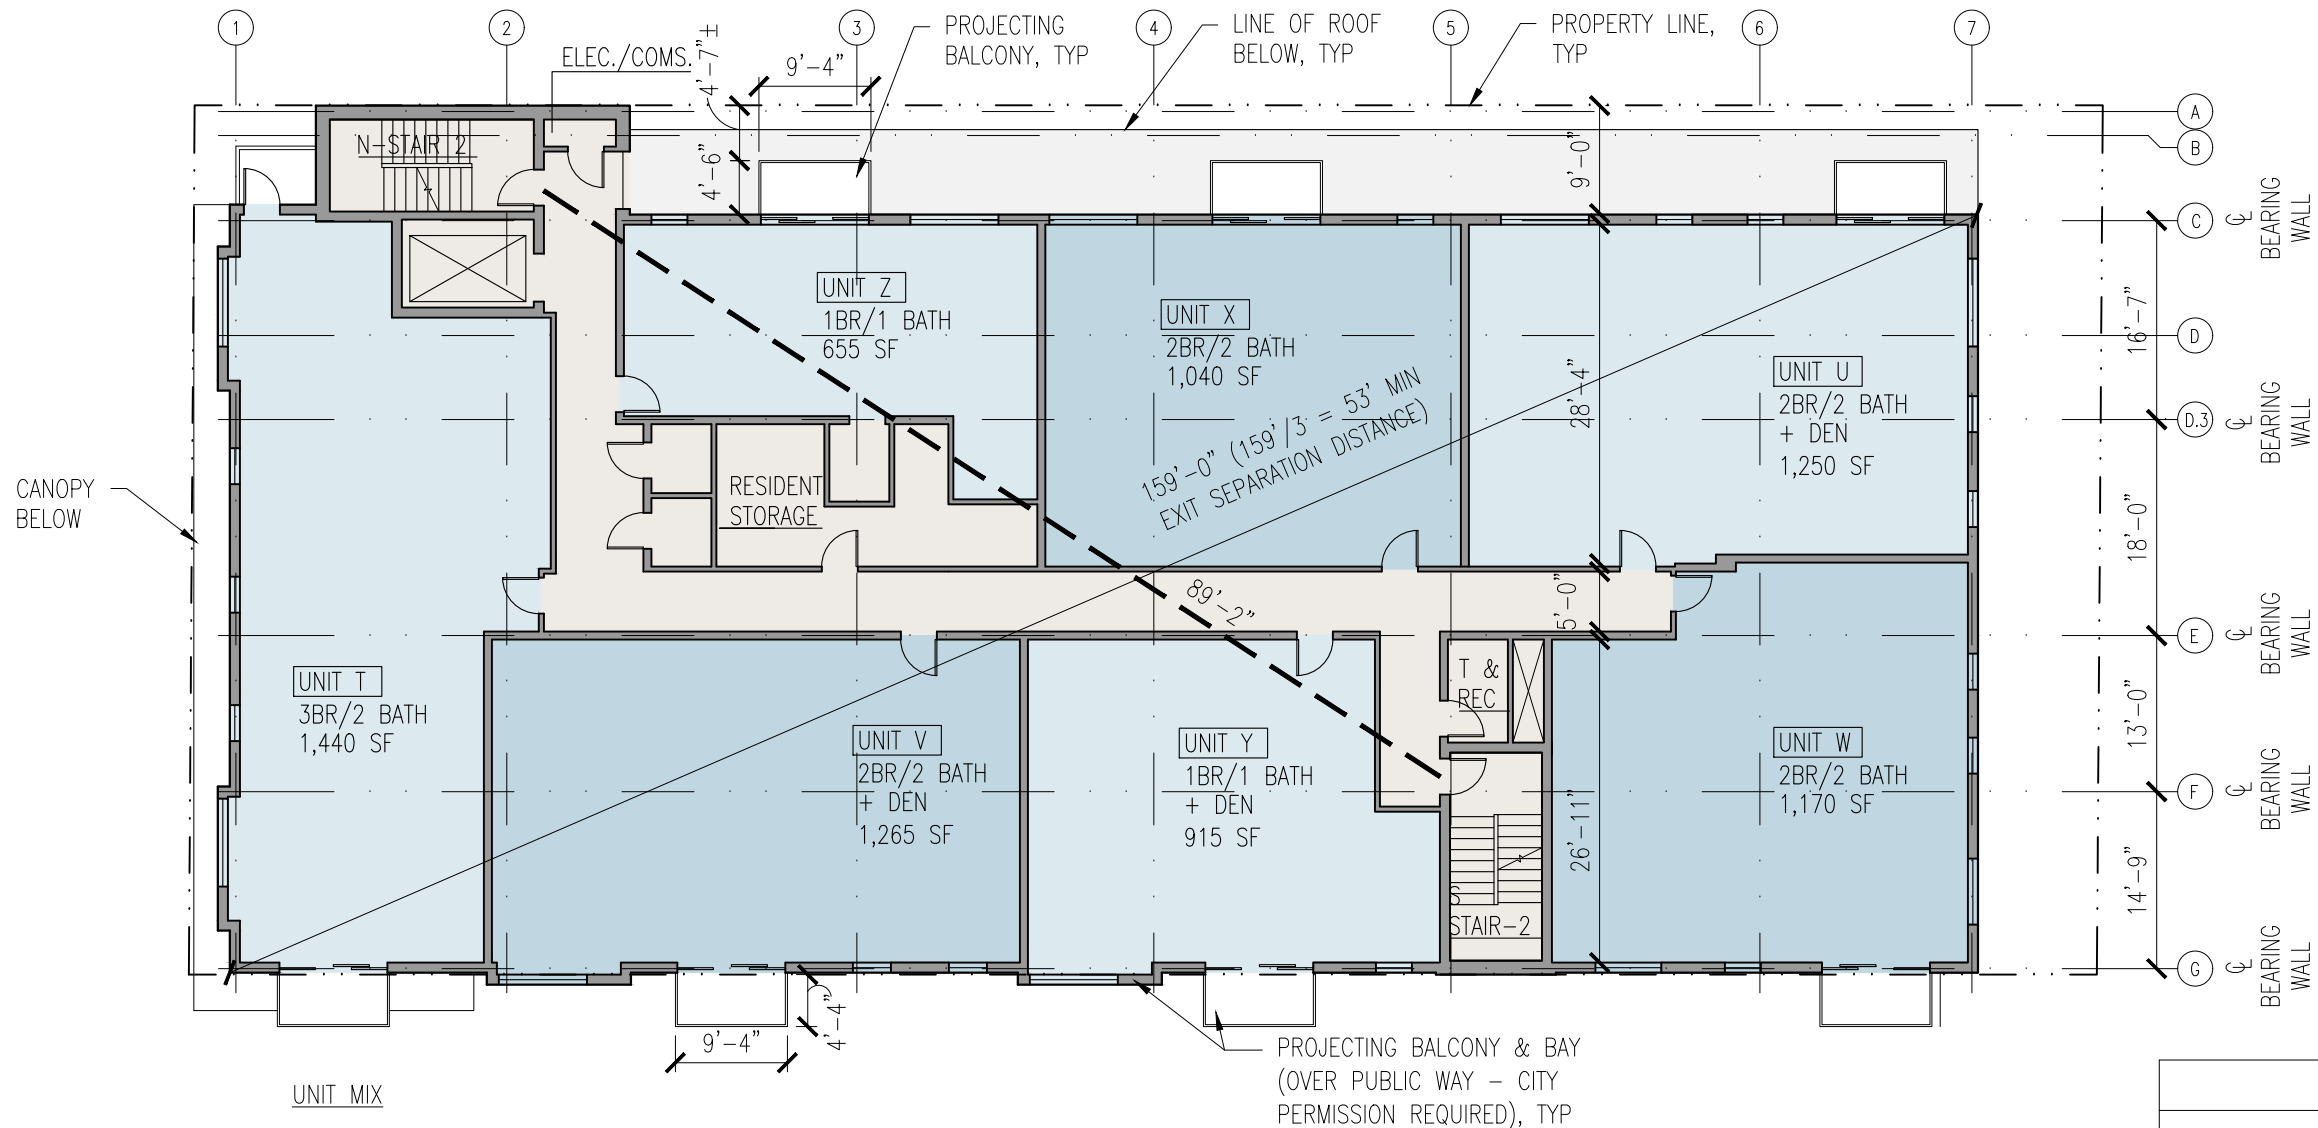 1
2
3
4
5
6
7
ELEC./COMS.
4'-7"±
9'-4"
PROJECTING
BALCONY, TYP
LINE OF ROOF
BELOW, TYP
PROPERTY LINE,
TYP
A
B
C
D
D.3
E
F
G
N-STAIR 2
4'-6"
9'-0"
℄
BEARING
WALL
16'-7"
℄
BEARING
WALL
18'-0"
℄
BEARING
WALL
13'-0"
℄
BEARING
WALL
14'-9"
℄
BEARING
WALL
UNIT Z
1BR/1 BATH
655 SF
UNIT X
2BR/2 BATH
1,040 SF
UNIT U
2BR/2 BATH
+ DEN
1,250 SF
28'-4"
159'-0" (159'/3 = 53' MIN
EXIT SEPARATION DISTANCE)
CANOPY
BELOW
RESIDENT
STORAGE
89'-2"
5'-0"
UNIT T
3BR/2 BATH
1,440 SF
UNIT V
2BR/2 BATH
+ DEN
1,265 SF
UNIT Y
1BR/1 BATH
+ DEN
915 SF
T &
REC
S
STAIR-2
26'-11"
UNIT W
2BR/2 BATH
1,170 SF
9'-4"
4'-4"
PROJECTING BALCONY & BAY
(OVER PUBLIC WAY - CITY
PERMISSION REQUIRED), TYP
UNIT MIX